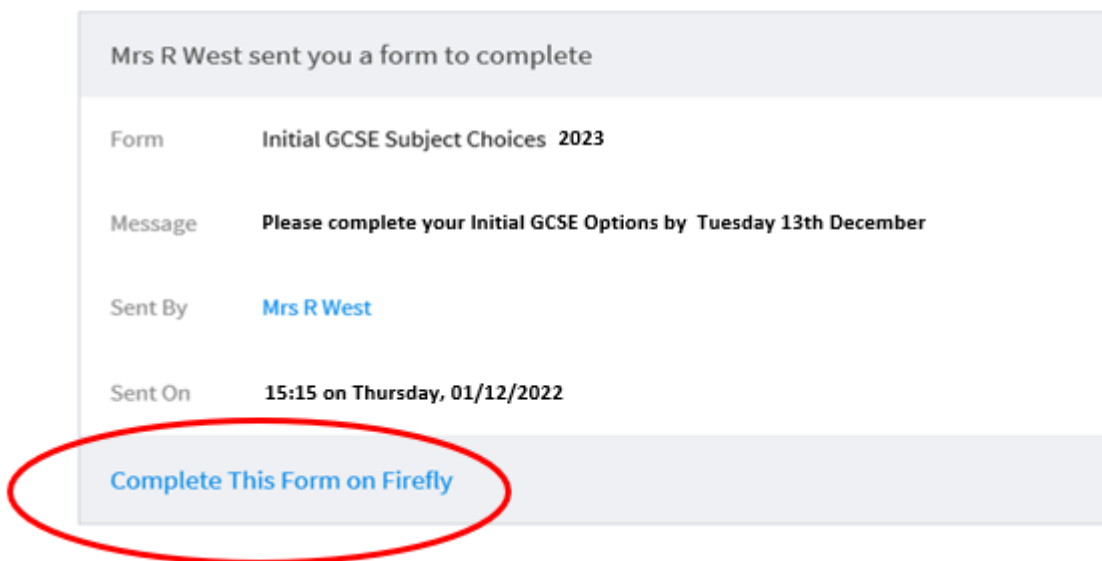 Mrs R West sent you a form to complete
Form Initial GCSE Subject Choices 2023
Message Please complete your Initial GCSE Options by Tuesday 13th December
Sent By Mrs R West
Sent On 15:15 on Thursday, 01/12/2022
Complete This Form on Firefly